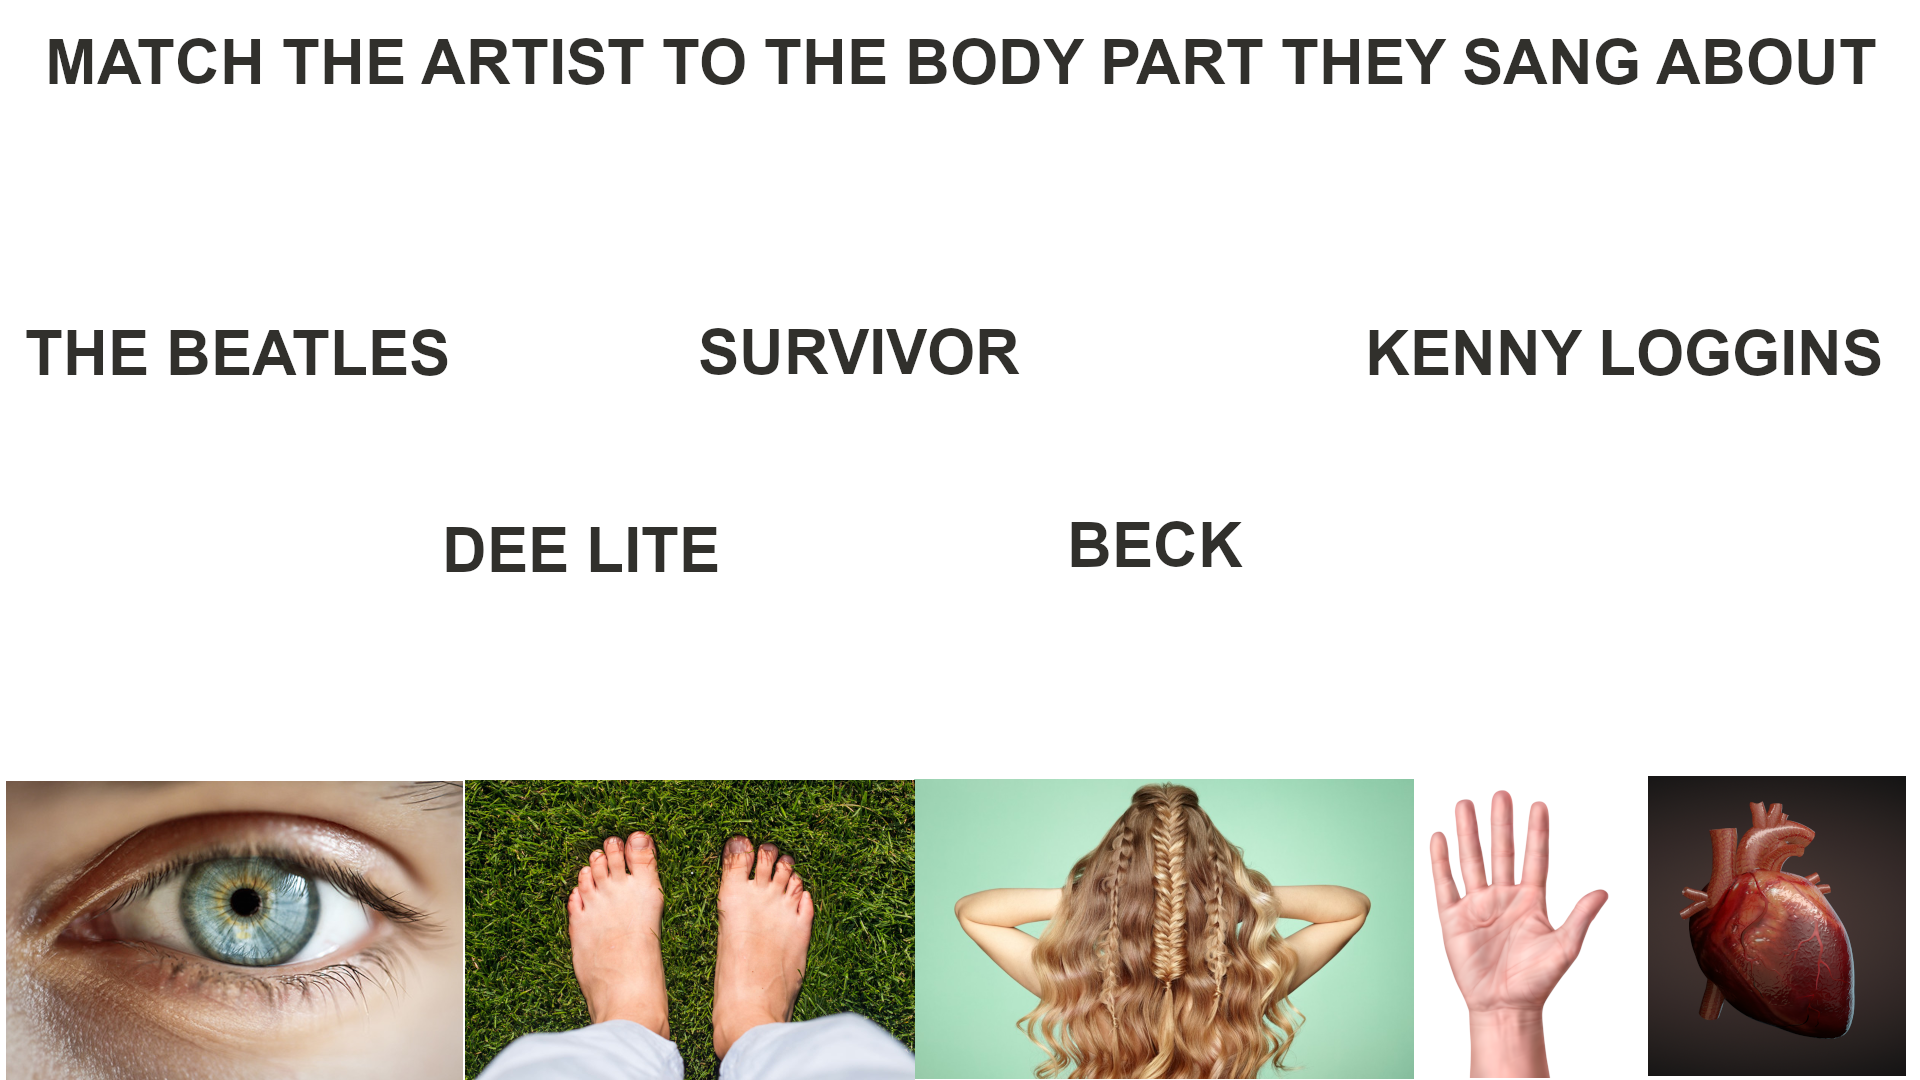 MATCH THE ARTIST TO THE BODY PART THEY SANG ABOUT
THE BEATLES
SURVIVOR
KENNY LOGGINS
DEE LITE
BECK